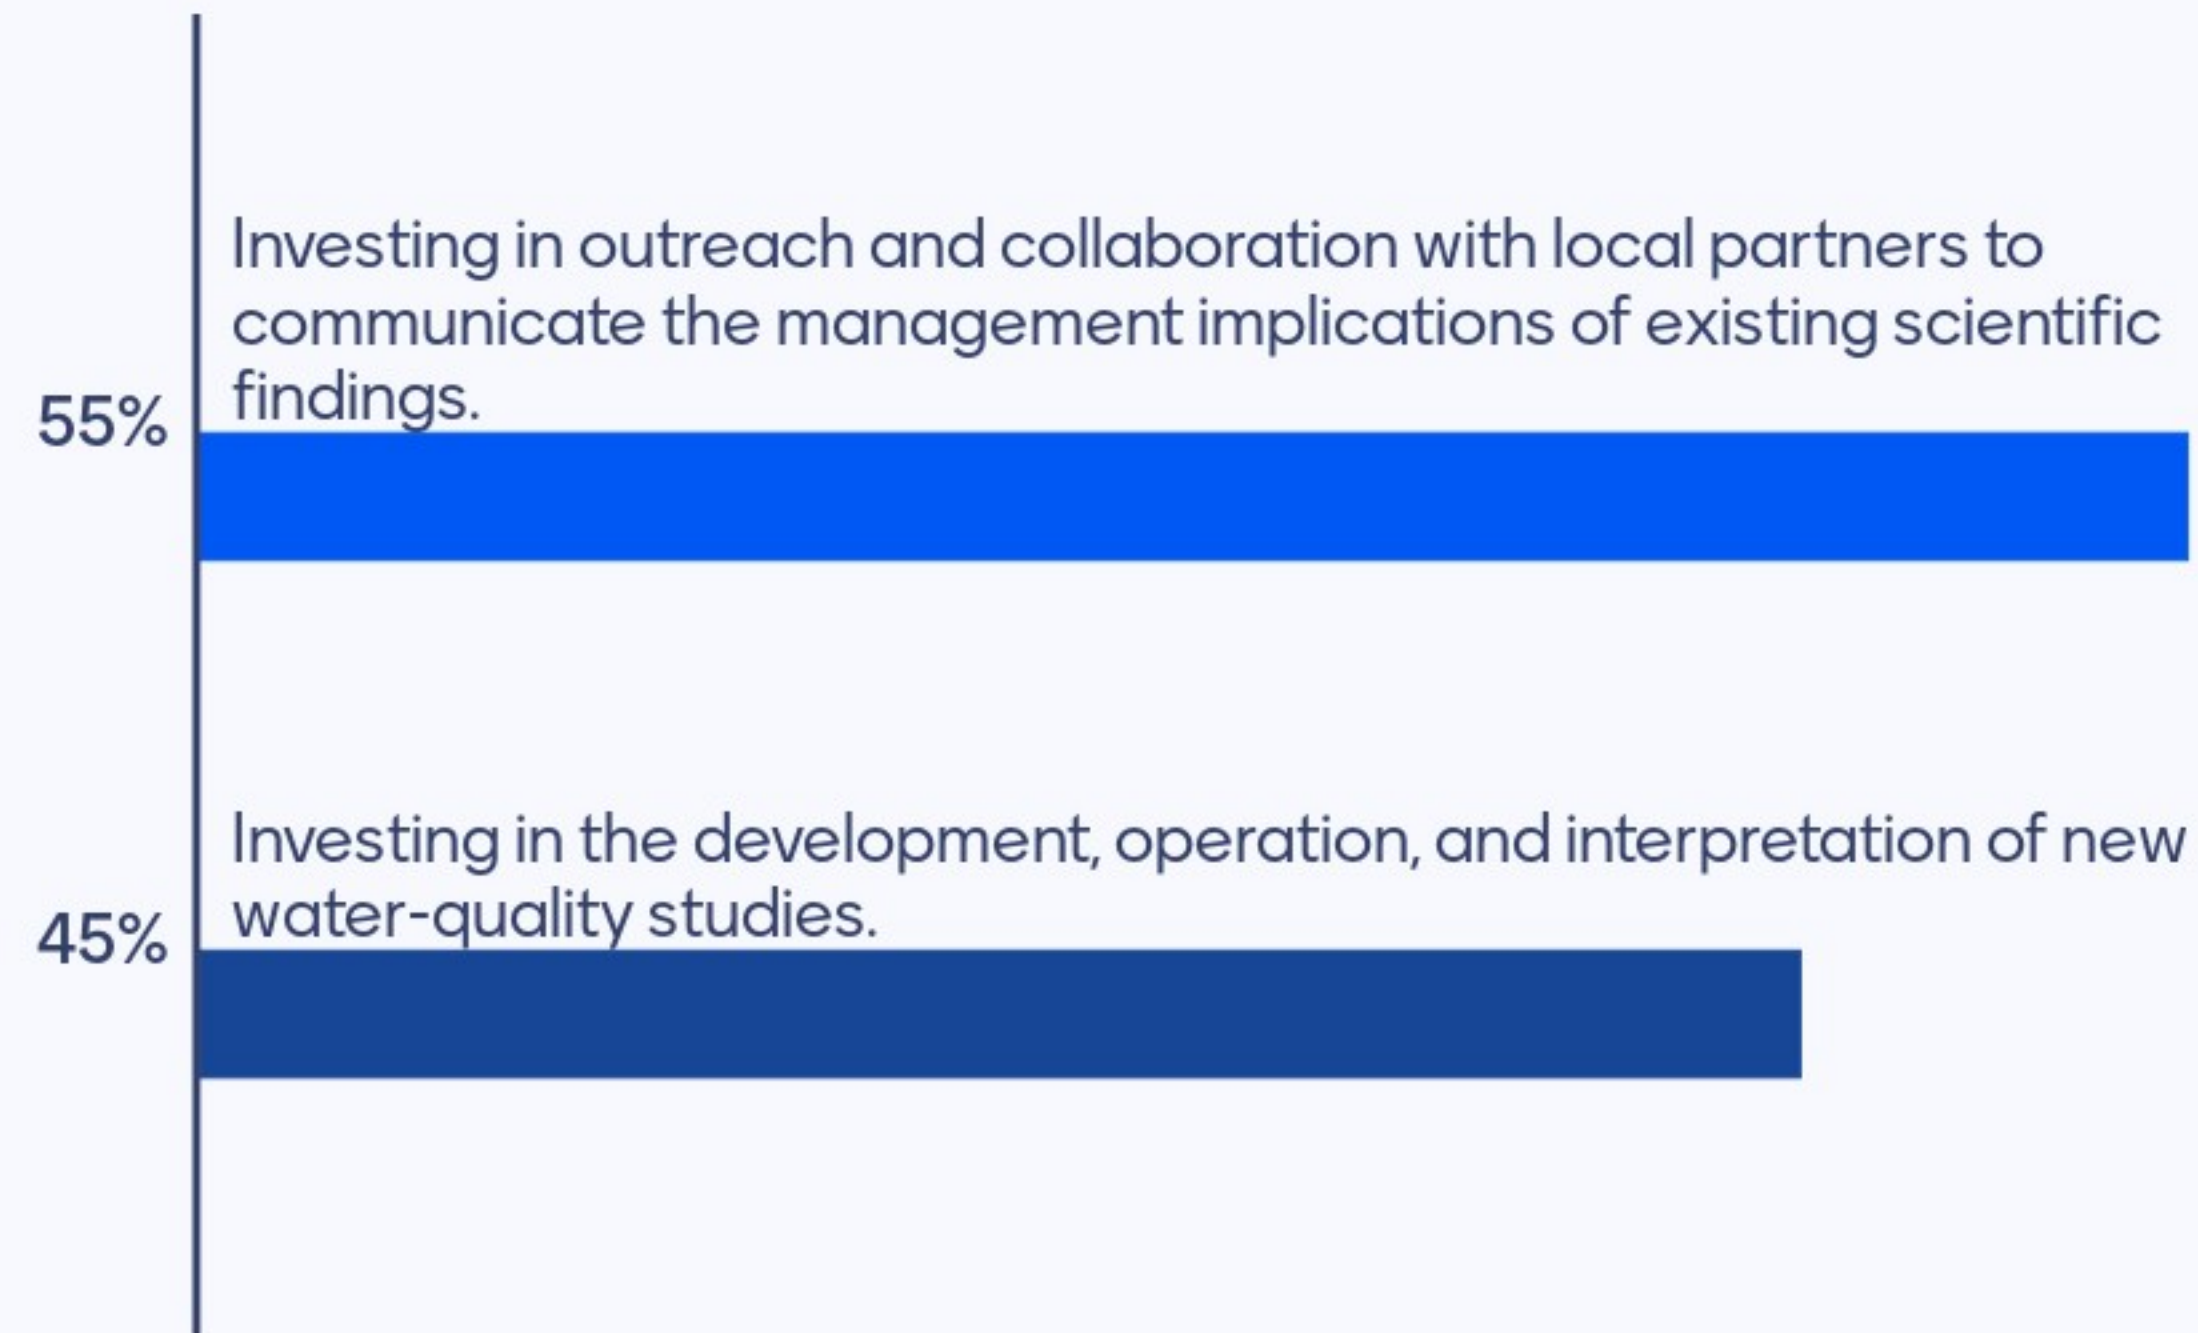 Investing in outreach and collaboration with local partners to
communicate the management implications of existing scientific
findings.
55%
Investing in the development, operation, and interpretation of new
water-quality studies.
45%